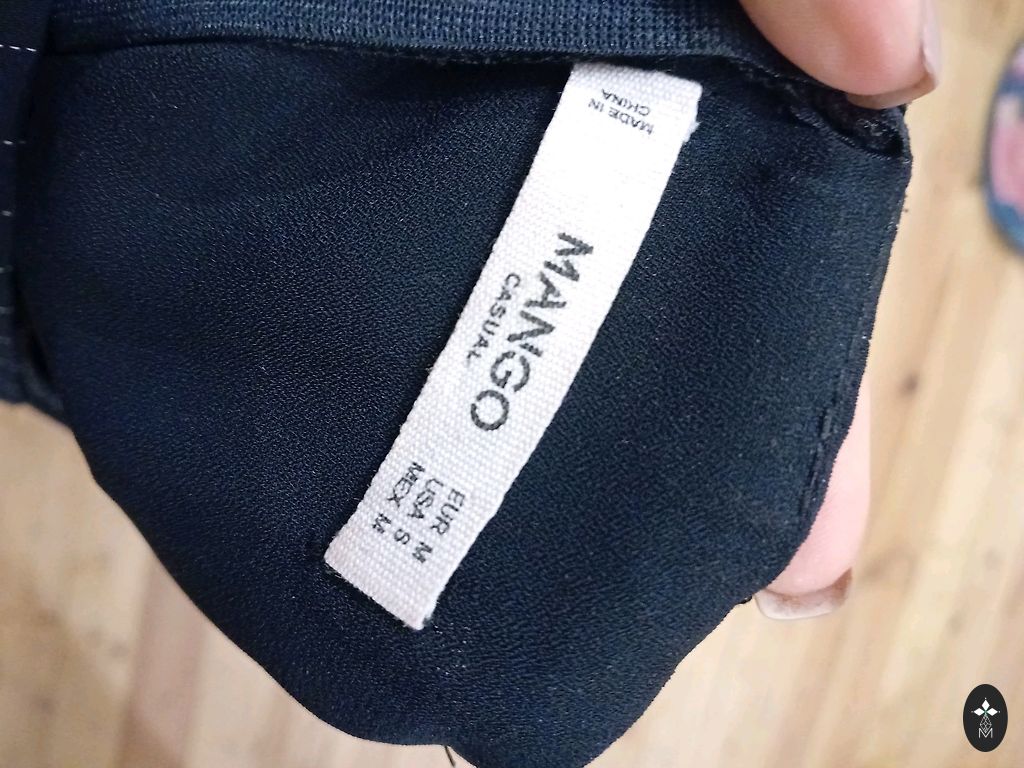 MADE IN
CHINA
MANGO
CASUAL
EUR M
USA S
MEX M
M